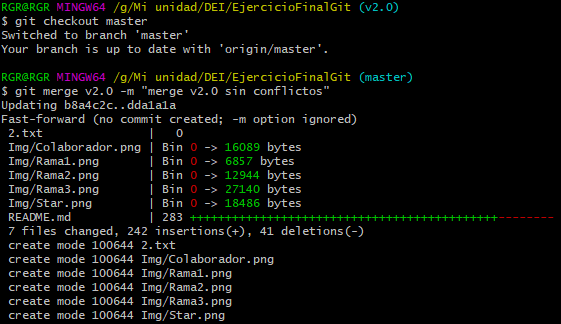 RGR@RGR MINGW64 /g/Mi unidad/DEI/EjercicioFinalGit (v2.0)
$ git checkout master
Switched to branch 'master'
Your branch is up to date with 'origin/master'.

RGR@RGR MINGW64 /g/Mi unidad/DEI/EjercicioFinalGit (master)
$ git merge v2.0 -m "merge v2.0 sin conflictos"
Updating b8a4c2c..dda1a1a
Fast-forward (no commit created; -m option ignored)
 2.txt               |   0
 Img/Colaborador.png | Bin 0 -> 16089 bytes
 Img/Rama1.png       | Bin 0 -> 6857 bytes
 Img/Rama2.png       | Bin 0 -> 12944 bytes
 Img/Rama3.png       | Bin 0 -> 27140 bytes
 Img/Star.png        | Bin 0 -> 18486 bytes
 README.md           | 283 ++++++++++++++++++++++++++++++++++++++++++++--------
 7 files changed, 242 insertions(+), 41 deletions(-)
 create mode 100644 2.txt
 create mode 100644 Img/Colaborador.png
 create mode 100644 Img/Rama1.png
 create mode 100644 Img/Rama2.png
 create mode 100644 Img/Rama3.png
 create mode 100644 Img/Star.png